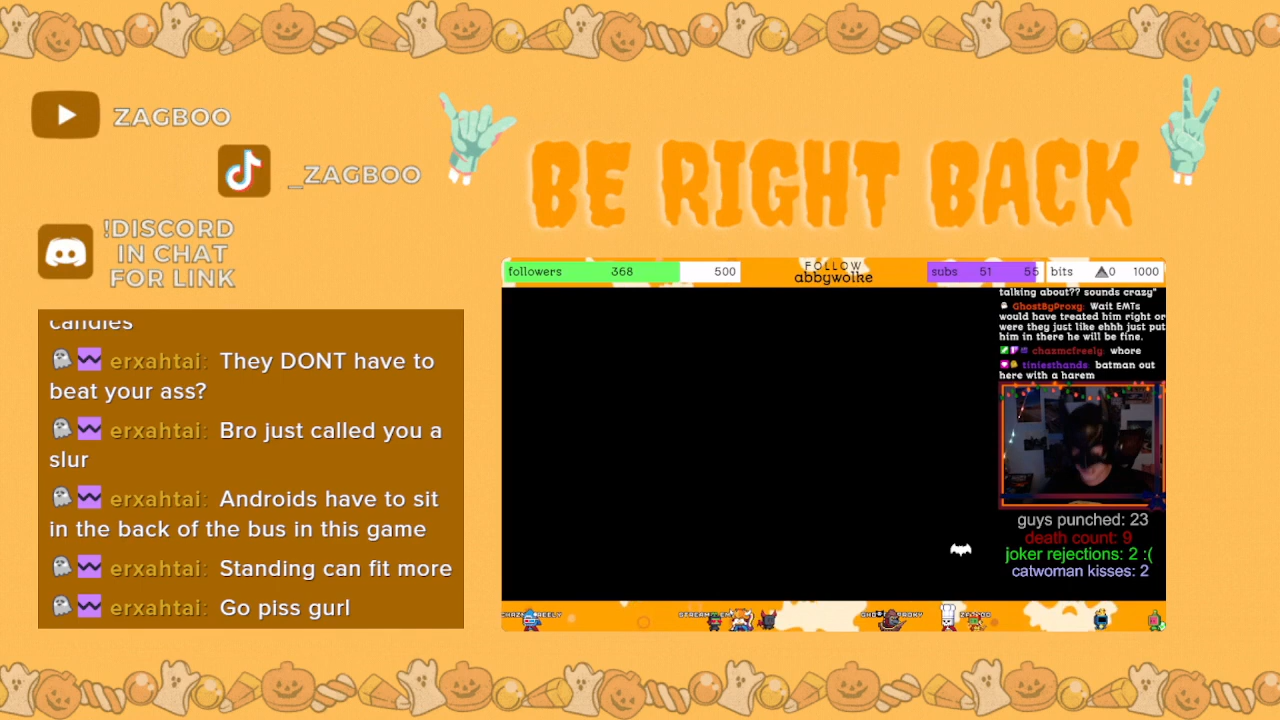 ZAGBOO
_ZAGBOO
!DISCORD
IN CHAT
FOR LINK
BE RIGHT BACK
candies
erxahtai: They DONT have to
beat your ass?
erxahtai: Bro just called you a
slur
erxahtai: Androids have to sit
in the back of the bus in this game
erxahtai: Standing can fit more
erxahtai: Go piss gurl
followers 368 500
FOLLOW
abbywolke
subs 51 55
bits 0 1000
talking about?? sounds crazy"
GhostByProxy: Wait EMTs
would have treated him right or
were they just like ehhh just put
him in there he will be fine.
chazmcfreely: whore
tiniesthands: batman out
here with a harem
guys punched: 23
death count: 9
joker rejections: 2 :(
catwoman kisses: 2